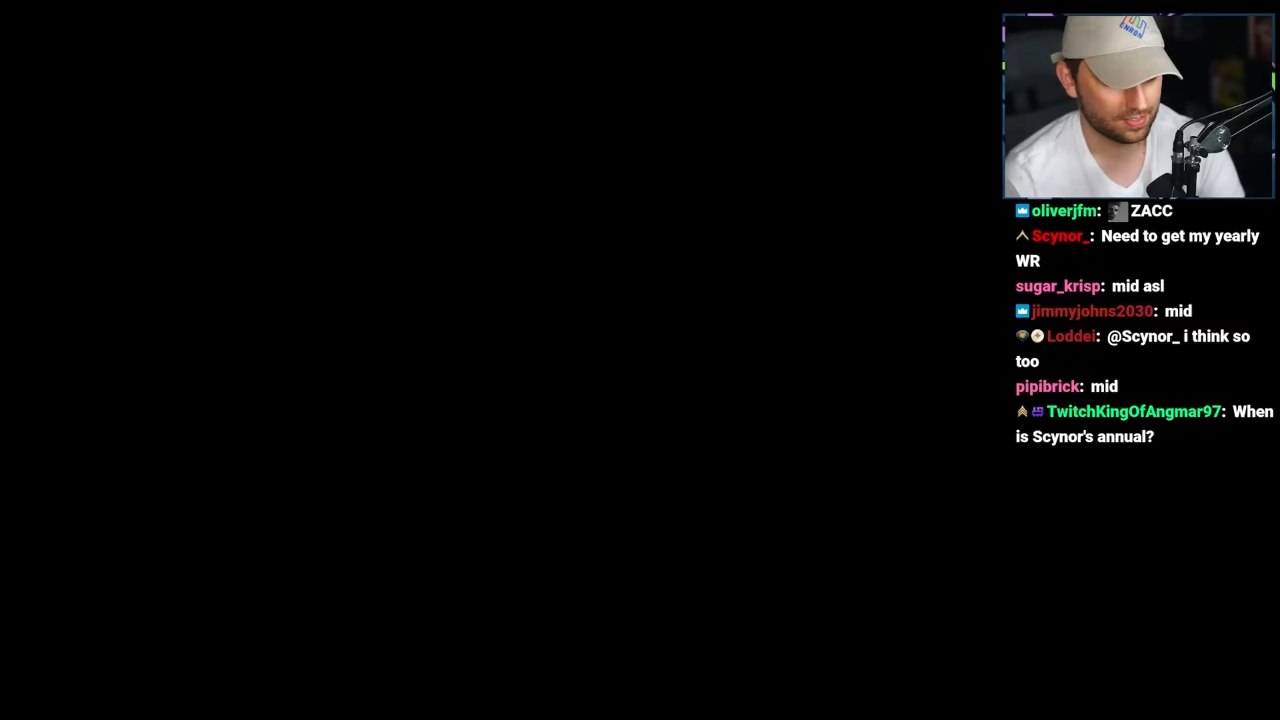 ENRON
oliverjfm: ZACC
Scynor_: Need to get my yearly
WR
sugar_krisp: mid asl
jimmyjohns2030: mid
Loddei: @Scynor_ i think so
too
pipibrick: mid
TwitchKingOfAngmar97: When
is Scynor's annual?